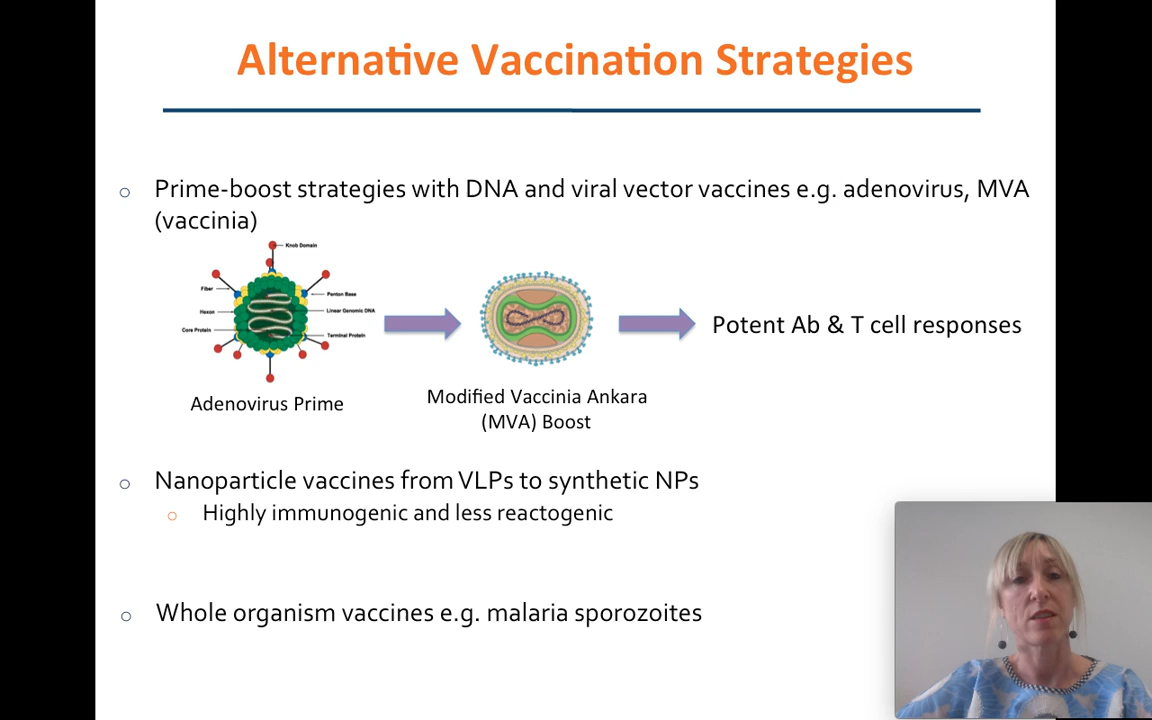 Alternative Vaccination Strategies
Prime-boost strategies with DNA and viral vector vaccines e.g. adenovirus, MVA
(vaccinia)
Knob Domain
Fiber
Penton Base
Hexon
Linear Genomic DNA
Core Protein
Terminal Protein
Potent Ab & T cell responses
Adenovirus Prime
Modified Vaccinia Ankara
(MVA) Boost
Nanoparticle vaccines from VLPs to synthetic NPs
Highly immunogenic and less reactogenic
Whole organism vaccines e.g. malaria sporozoites